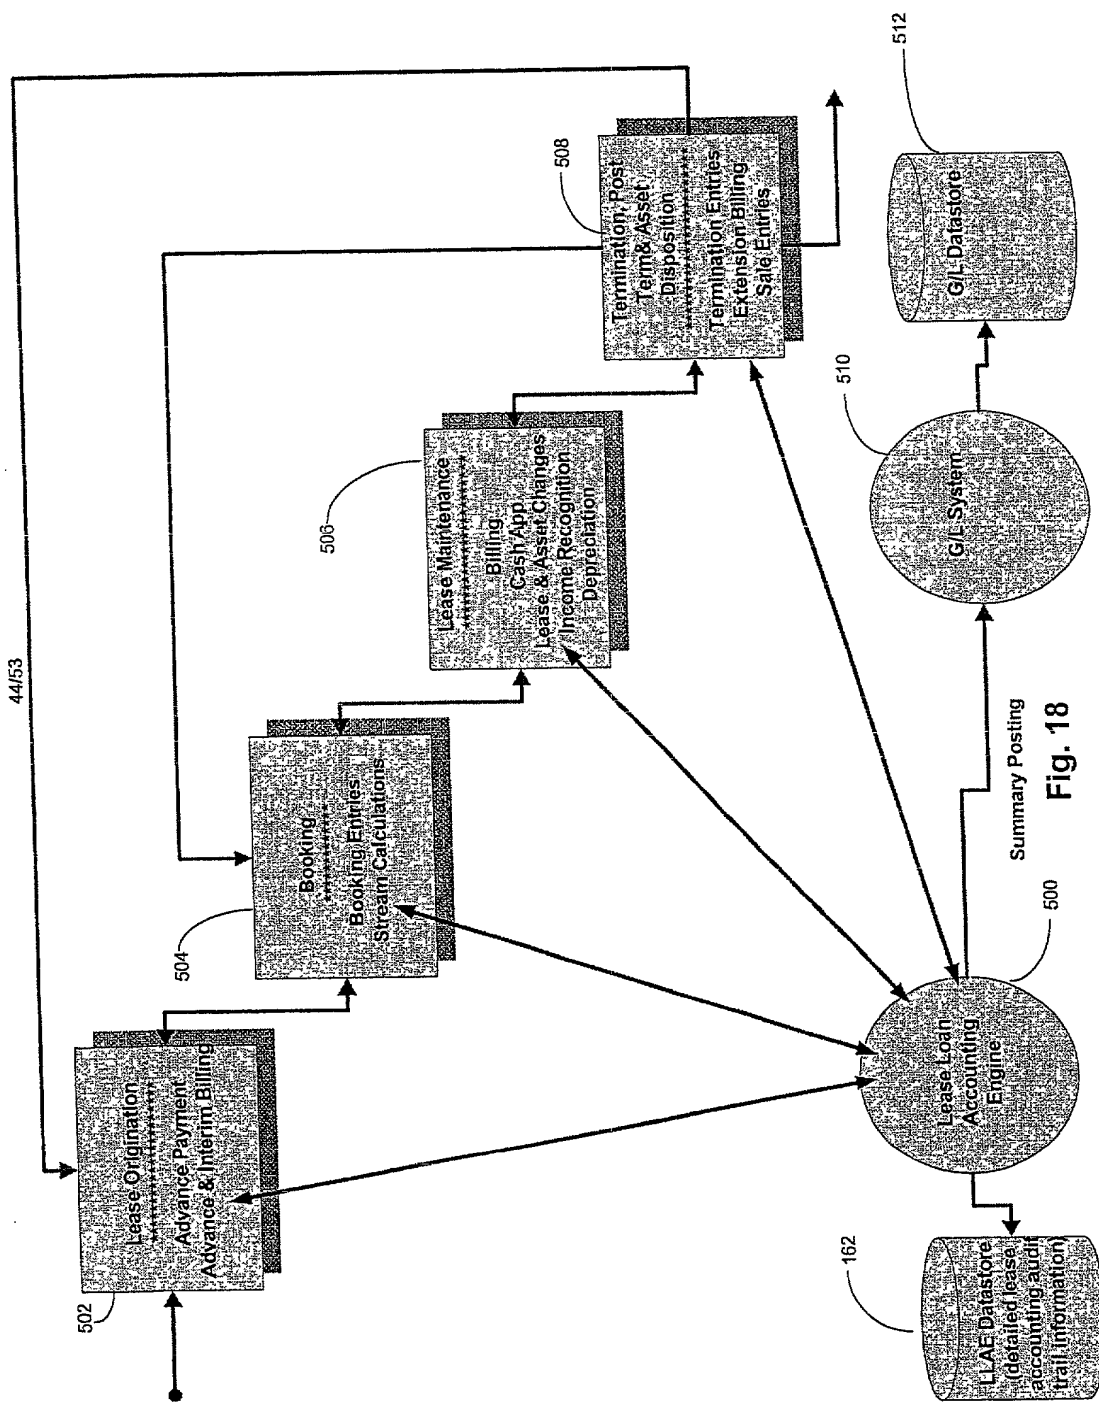 44/53
502
Lease Origination
Advance Payment
Advance & Interim Billing
504
Booking
Booking Entries
Stream Calculations
506
Lease Maintenance
Billing
Cash App
Lease & Asset Changes
Income Recognition
Depreciation
508
Termination, Post
Term& Asset
Disposition
Termination Entries
Extension Billing
Sale Entries
162
LLAE Datastore
(detailed lease
accounting audit
trail information)
Lease Loan
Accounting
Engine
500
Summary Posting
510
G/L System
512
G/L Datastore
Fig. 18